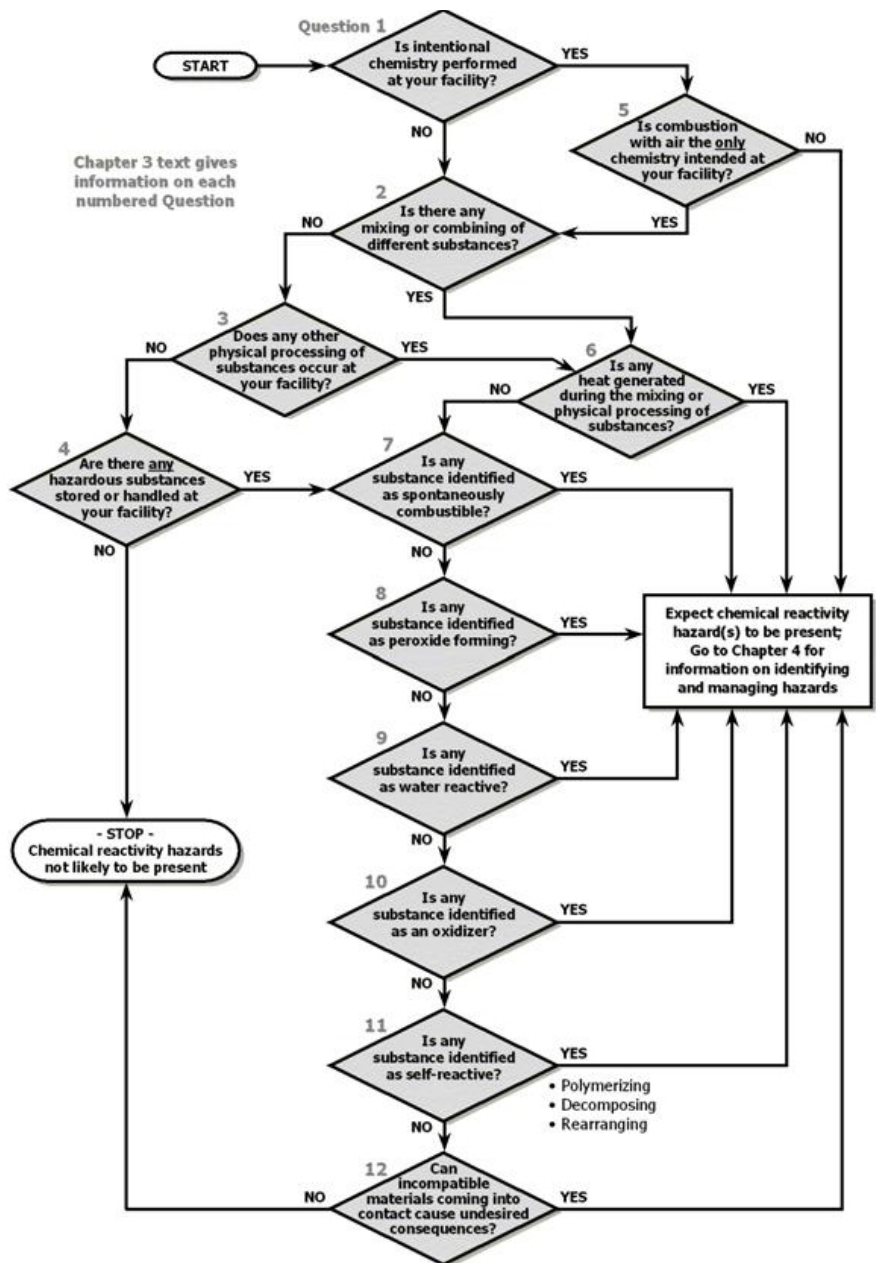 Question 1
START
Is intentional
chemistry performed
at your facility?
YES
NO
5
Is combustion
with air the only
chemistry intended at
your facility?
NO
YES
Chapter 3 text gives
information on each
numbered Question
2
Is there any
mixing or combining of
different substances?
NO
YES
3
Does any other
physical processing of
substances occur at
your facility?
NO
YES
6
Is any
heat generated
during the mixing or
physical processing of
substances?
NO
YES
4
Are there any
hazardous substances
stored or handled at
your facility?
YES
NO
7
Is any
substance identified
as spontaneously
combustible?
YES
NO
8
Is any
substance identified
as peroxide forming?
YES
NO
Expect chemical reactivity
hazard(s) to be present;
Go to Chapter 4 for
information on identifying
and managing hazards
9
Is any
substance identified
as water reactive?
YES
NO
- STOP -
Chemical reactivity hazards
not likely to be present
10
Is any
substance identified
as an oxidizer?
YES
NO
11
Is any
substance identified
as self-reactive?
YES
• Polymerizing
• Decomposing
• Rearranging
NO
12
Can
incompatible
materials coming into
contact cause undesired
consequences?
NO
YES